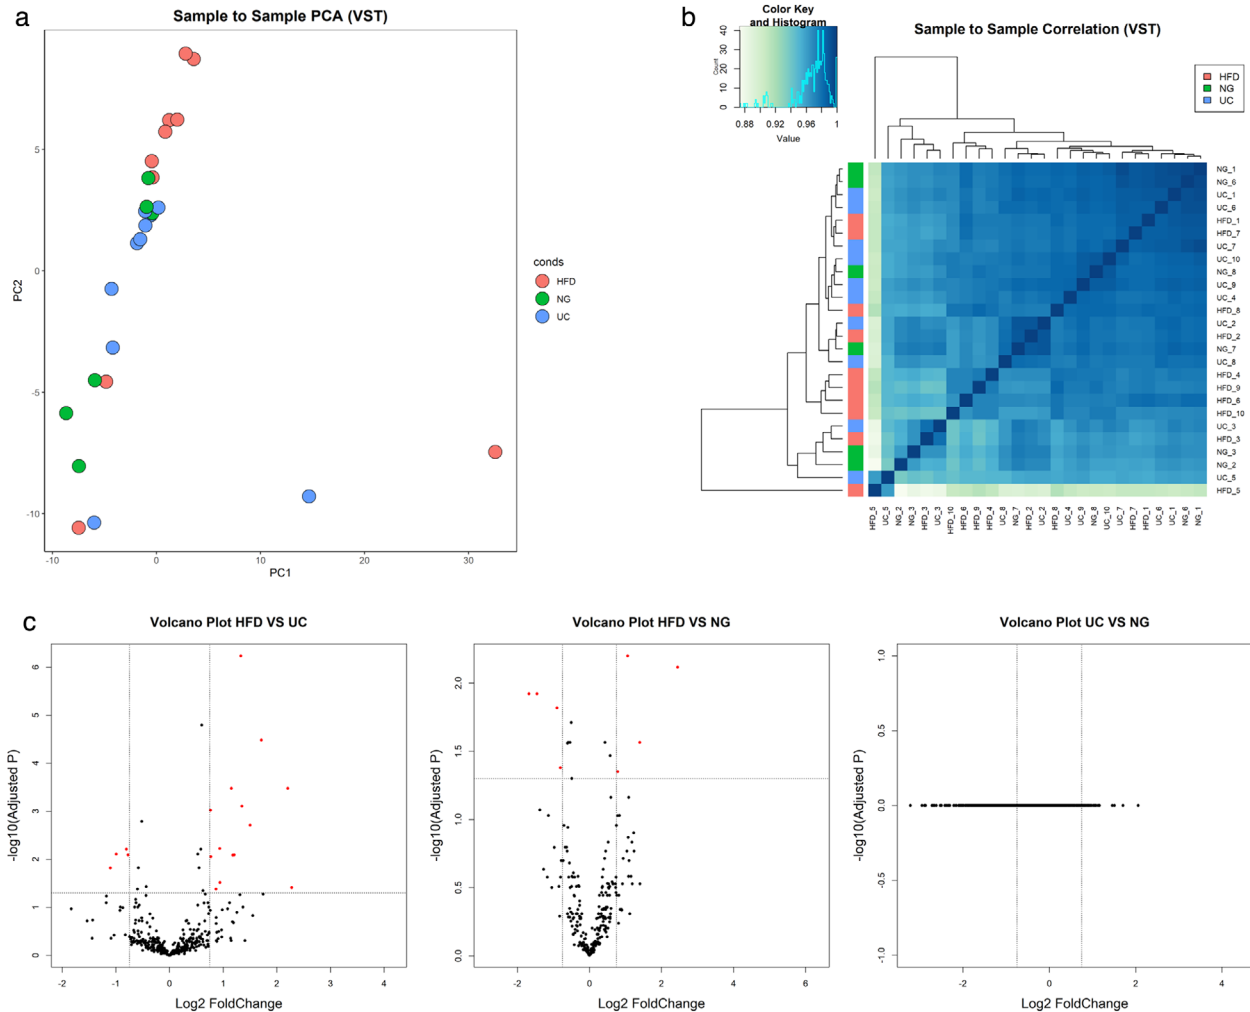 a
Sample to Sample PCA (VST)
5
0
-5
-10
PC2
-10
0
10
20
30
PC1
conds
HFD
NG
UC
b
Color Key
and Histogram
40
30
20
10
0
Count
0.88
0.92
0.96
1
Value
Sample to Sample Correlation (VST)
HFD
NG
UC
NG_1
NG_6
UC_1
UC_6
HFD_1
HFD_7
UC_7
UC_10
NG_8
UC_9
UC_4
HFD_8
UC_2
HFD_2
NG_7
UC_8
HFD_4
HFD_9
HFD_6
HFD_10
UC_3
HFD_3
NG_3
NG_2
UC_5
HFD_5
HFD_5
UC_5
NG_2
NG_3
HFD_3
UC_3
HFD_10
HFD_6
HFD_9
HFD_4
UC_8
NG_7
HFD_2
UC_2
HFD_8
UC_4
UC_9
NG_8
UC_10
UC_7
HFD_7
HFD_1
UC_6
UC_1
NG_6
NG_1
c
Volcano Plot HFD VS UC
6
5
4
3
2
1
0
-log10(Adjusted P)
-2
-1
0
1
2
3
4
Log2 FoldChange
Volcano Plot HFD VS NG
2.0
1.5
1.0
0.5
0.0
-log10(Adjusted P)
-2
0
2
4
6
Log2 FoldChange
Volcano Plot UC VS NG
1.0
0.5
0.0
-0.5
-1.0
-log10(Adjusted P)
-2
0
2
4
Log2 FoldChange